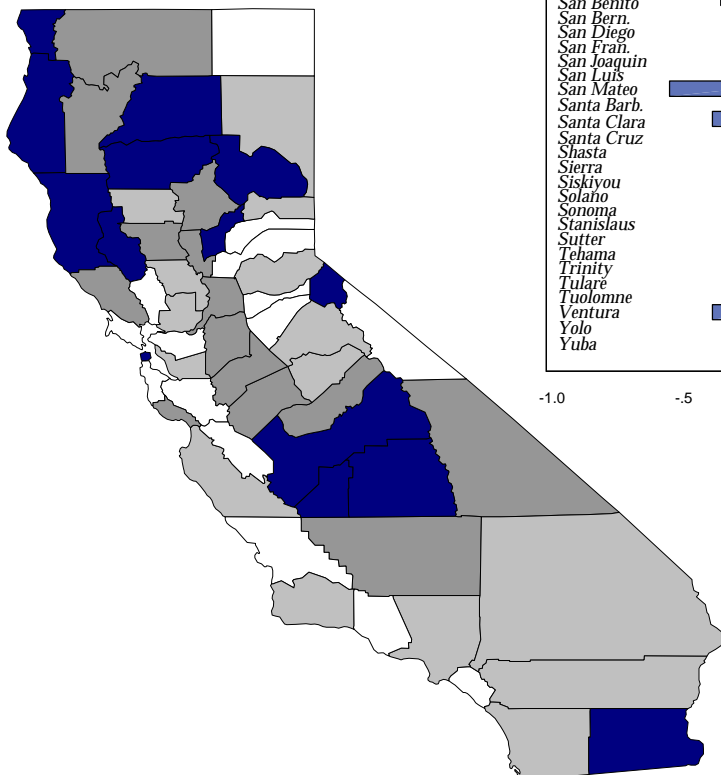 San Benito
San Bern.
San Diego
San Fran.
San Joaquin
San Luis
San Mateo
Santa Barb.
Santa Clara
Santa Cruz
Shasta
Sierra
Siskiyou
Solano
Sonoma
Stanislaus
Sutter
Tehama
Trinity
Tulare
Tuolomne
Ventura
Yolo
Yuba
-1.0 -.5